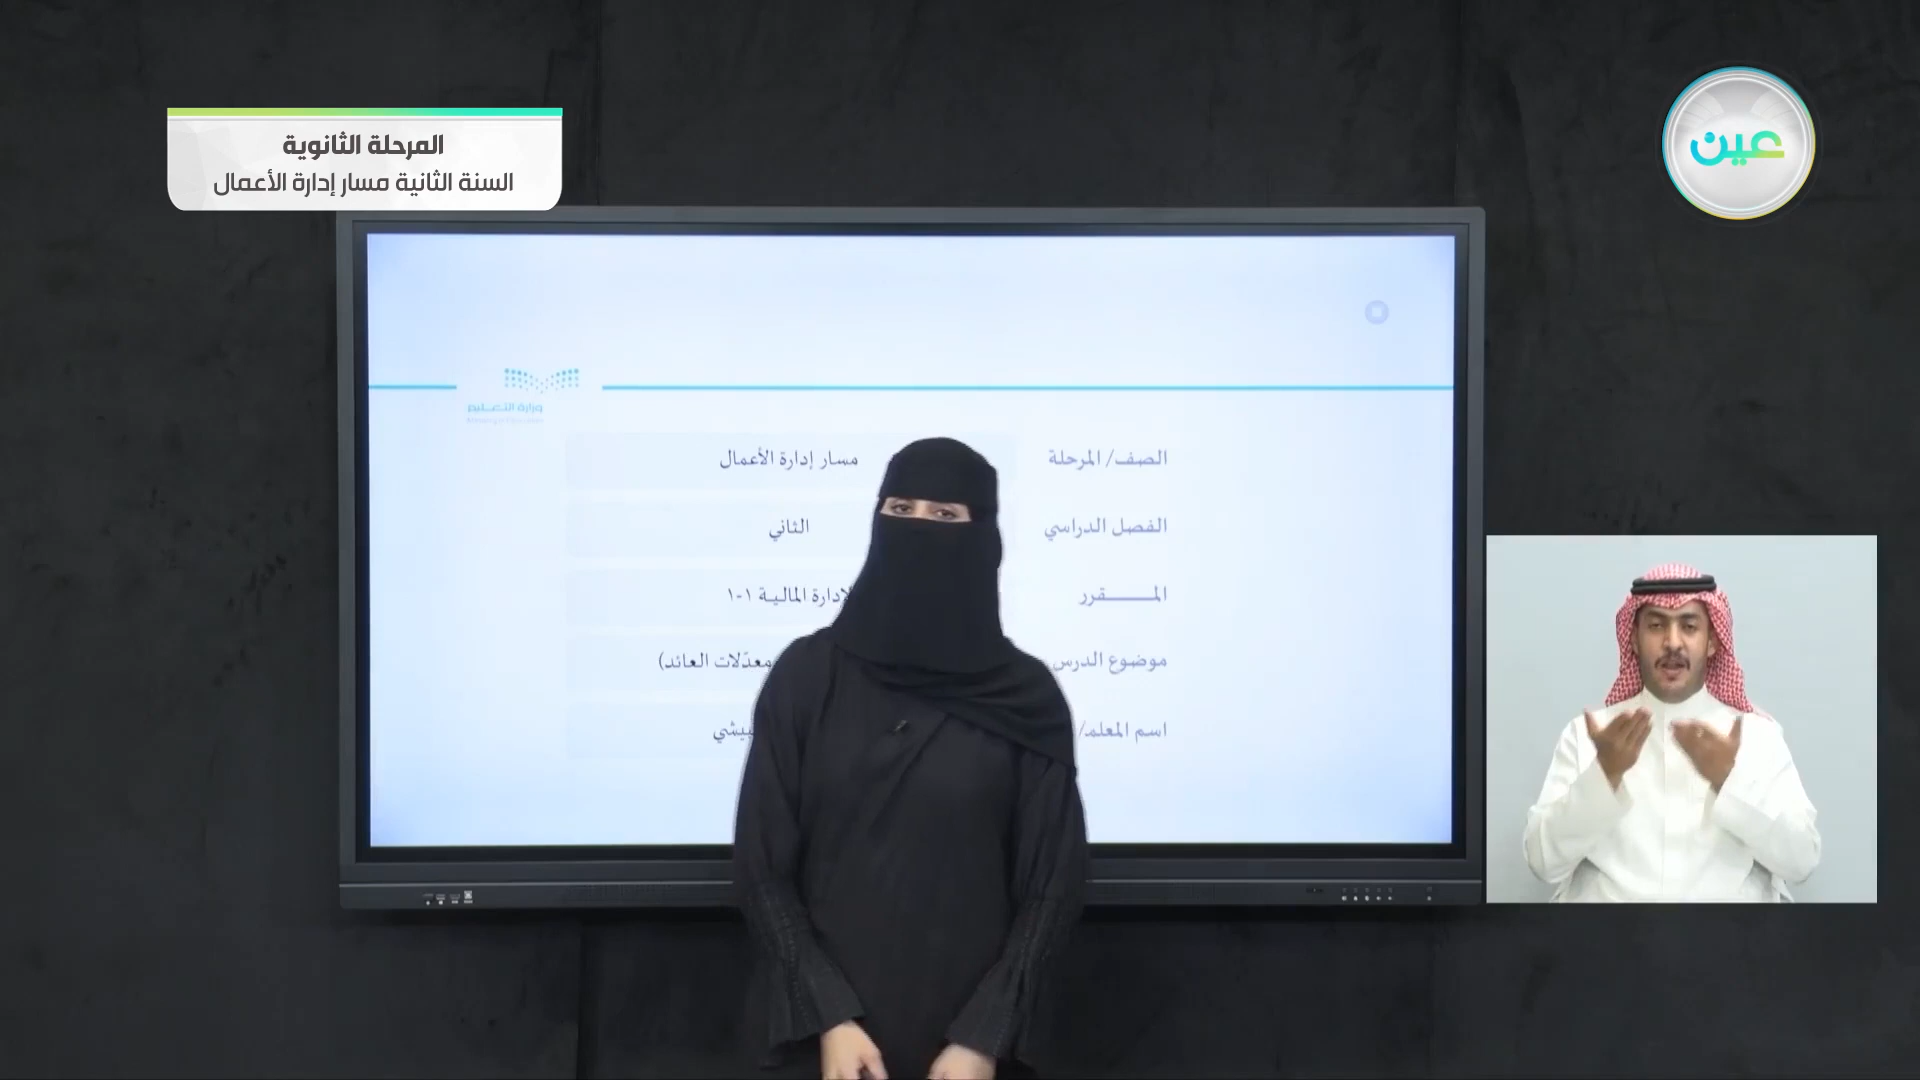 المرحلة الثانوية
السنة الثانية مسار إدارة الأعمال
عين
وزارة التعليم
الصف/ المرحلة مسار إدارة الأعمال
الفصل الدراسي الثاني
المـــــــقرر الإدارة المالية ١-١
موضوع الدرس معدّلات العائد)
اسم المعلم/